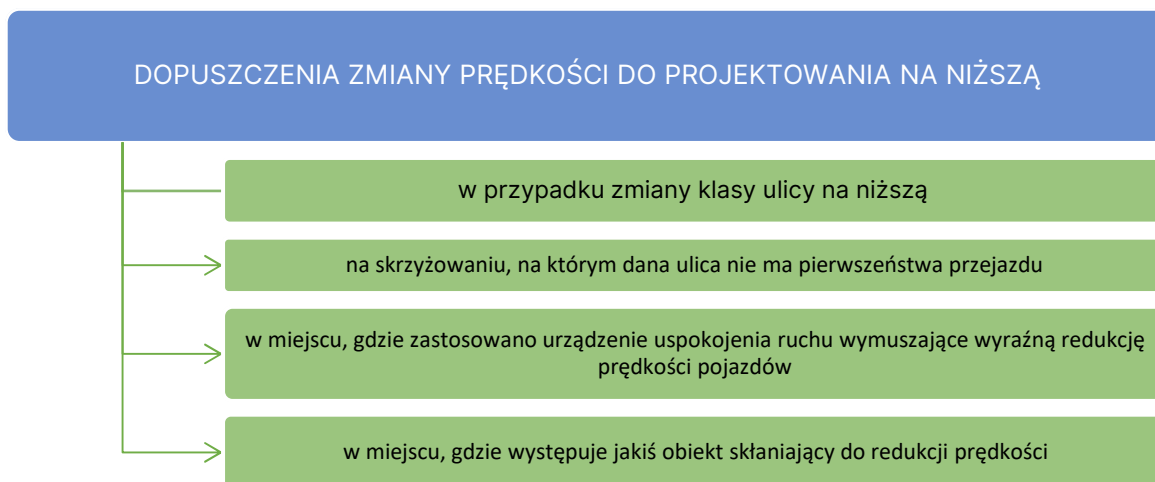 DOPUSZCZENIA ZMIANY PRĘDKOŚCI DO PROJEKTOWANIA NA NIŻSZĄ
w przypadku zmiany klasy ulicy na niższą
na skrzyżowaniu, na którym dana ulica nie ma pierwszeństwa przejazdu
w miejscu, gdzie zastosowano urządzenie uspokojenia ruchu wymuszające wyraźną redukcję
prędkości pojazdów
w miejscu, gdzie występuje jakiś obiekt skłaniający do redukcji prędkości